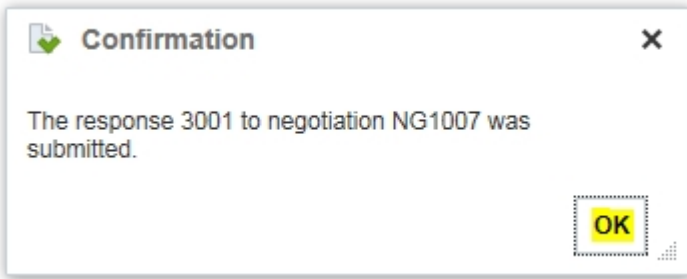 Confirmation
The response 3001 to negotiation NG1007 was
submitted.
OK